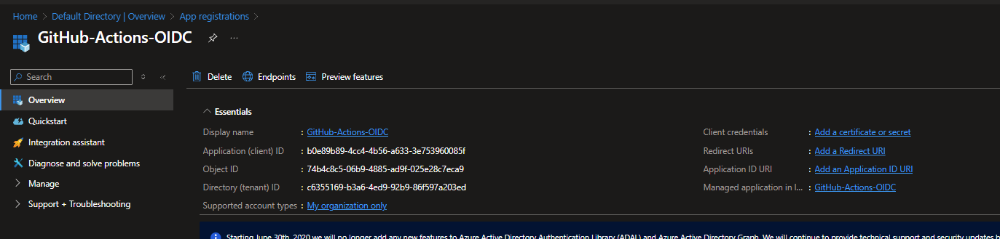 Home > Default Directory | Overview > App registrations >
GitHub-Actions-OIDC ...
Search
Delete Endpoints Preview features
Overview
Quickstart
Integration assistant
Diagnose and solve problems
Manage
Support + Troubleshooting
Essentials
Display name : GitHub-Actions-OIDC
Application (client) ID : b0e89b89-4cc4-4b56-a633-3e753960085f
Object ID : 74b4c8c5-06b9-4885-ad9f-025e28c7eca9
Directory (tenant) ID : c6355169-b3a6-4ed9-92b9-86f597a203ed
Supported account types : My organization only
Client credentials : Add a certificate or secret
Redirect URIs : Add a Redirect URI
Application ID URI : Add an Application ID URI
Managed application in l... : GitHub-Actions-OIDC
Starting June 30th, 2020 we will no longer add any new features to Azure Active Directory Authentication Library (ADAL) and Azure Active Directory Graph. We will continue to provide technical support and security updates